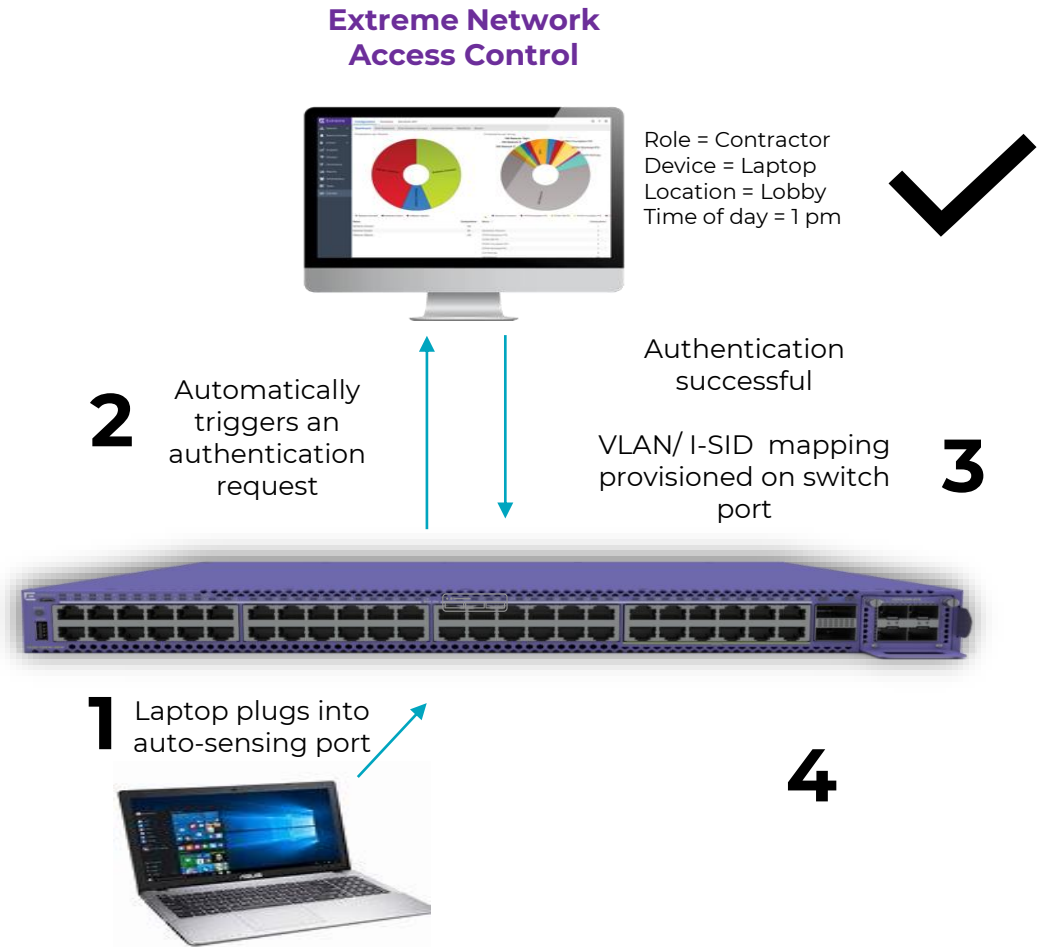 Extreme Network
Access Control
Role = Contractor
Device = Laptop
Location = Lobby
Time of day = 1 pm
Authentication
successful
2
Automatically
triggers an
authentication
request
VLAN/ I-SID mapping
provisioned on switch
port
3
1
Laptop plugs into
auto-sensing port
4
ASUS